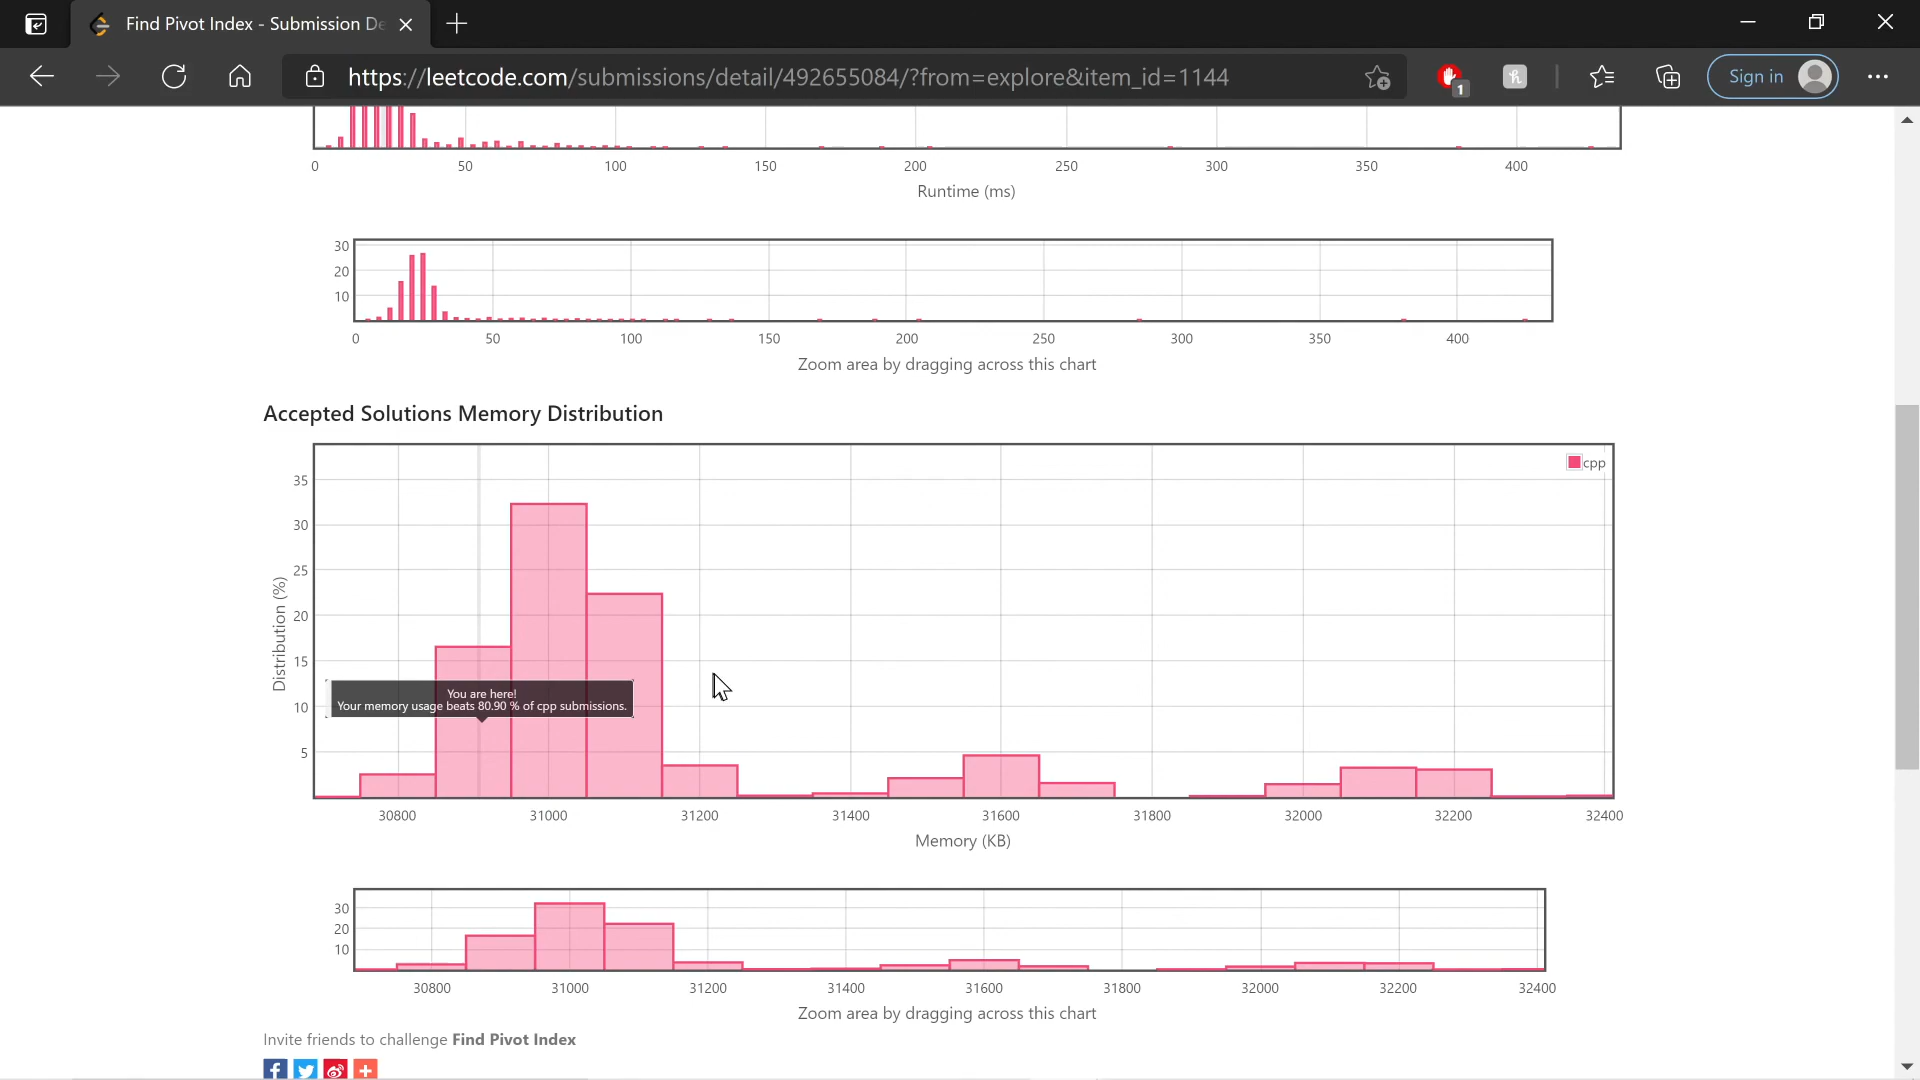 Find Pivot Index - Submission De
https://leetcode.com/submissions/detail/492655084/?from=explore&item_id=1144
1
Sign in
0 50 100 150 200 250 300 350 400
Runtime (ms)
30
20
10
0 50 100 150 200 250 300 350 400
Zoom area by dragging across this chart
Accepted Solutions Memory Distribution
cpp
35
30
25
20
15
10
5
Distribution (%)
You are here!
Your memory usage beats 80.90 % of cpp submissions.
30800 31000 31200 31400 31600 31800 32000 32200 32400
Memory (KB)
30
20
10
30800 31000 31200 31400 31600 31800 32000 32200 32400
Zoom area by dragging across this chart
Invite friends to challenge Find Pivot Index